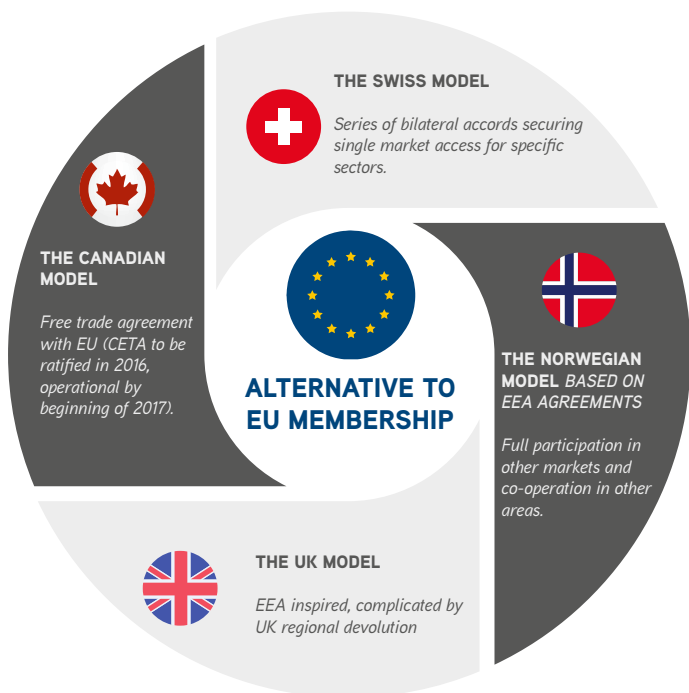 THE SWISS MODEL
Series of bilateral accords securing
single market access for specific
sectors.
THE CANADIAN
MODEL
Free trade agreement
with EU (CETA to be
ratified in 2016,
operational by
beginning of 2017).
ALTERNATIVE TO
EU MEMBERSHIP
THE NORWEGIAN
MODEL BASED ON
EEA AGREEMENTS
Full participation in
other markets and
co-operation in other
areas.
THE UK MODEL
EEA inspired, complicated by
UK regional devolution